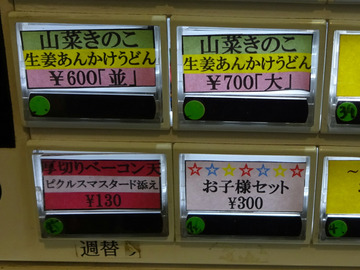 山菜きのこ
生姜あんかけうどん
¥600「並」
山菜きのこ
生姜あんかけうどん
¥700「大」
厚切りベーコン天
ピクルスマスタード添え
¥130
☆☆☆☆☆☆☆
お子様セット
¥300
週替